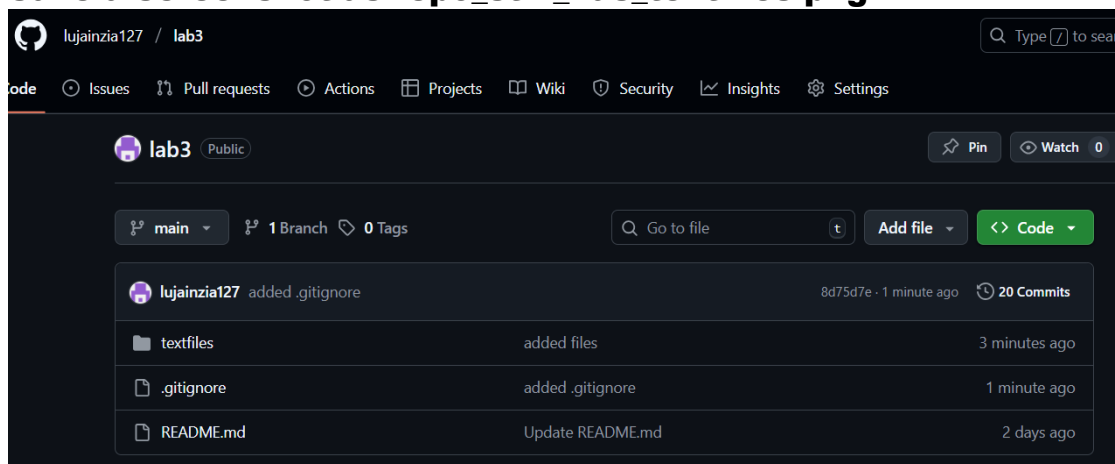 lujainzia127 / lab3
Type / to sear
ode Issues Pull requests Actions Projects Wiki Security Insights Settings
lab3 Public Pin Watch 0
main 1 Branch 0 Tags Go to file t Add file Code
lujainzia127 added .gitignore 8d75d7e · 1 minute ago 20 Commits
textfiles added files 3 minutes ago
.gitignore added .gitignore 1 minute ago
README.md Update README.md 2 days ago